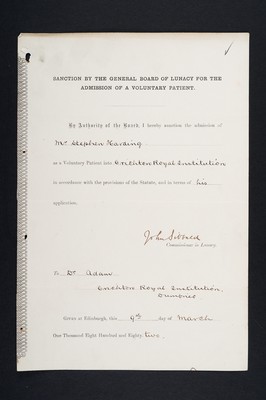 SANCTION BY THE GENERAL BOARD OF LUNACY FOR THE
ADMISSION OF A VOLUNTARY PATIENT.
By Authority of the Board, I hereby sanction the admission of
Mr Stephen Harding
as a Voluntary Patient into Crichton Royal Institution
in accordance with the provisions of the Statute, and in terms of his
application.
John Sibbald
Commissioner in Lunacy.
To Dr Adam
Crichton Royal Institution,
Dumfries
Given at Edinburgh, this 9th day of March
One Thousand Eight Hundred and Eighty two.